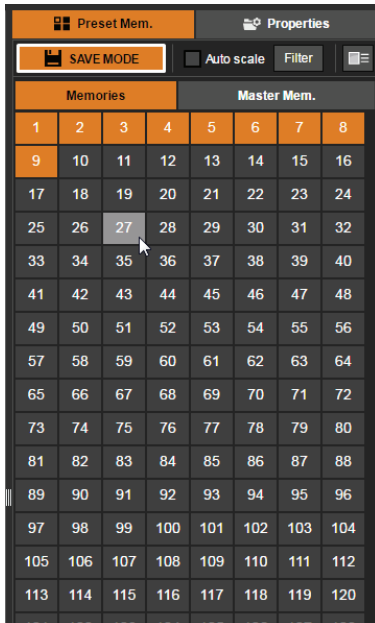 Preset Mem. Properties
SAVE MODE Auto scale Filter
Memories Master Mem.
1 2 3 4 5 6 7 8
9 10 11 12 13 14 15 16
17 18 19 20 21 22 23 24
25 26 27 28 29 30 31 32
33 34 35 36 37 38 39 40
41 42 43 44 45 46 47 48
49 50 51 52 53 54 55 56
57 58 59 60 61 62 63 64
65 66 67 68 69 70 71 72
73 74 75 76 77 78 79 80
81 82 83 84 85 86 87 88
89 90 91 92 93 94 95 96
97 98 99 100 101 102 103 104
105 106 107 108 109 110 111 112
113 114 115 116 117 118 119 120